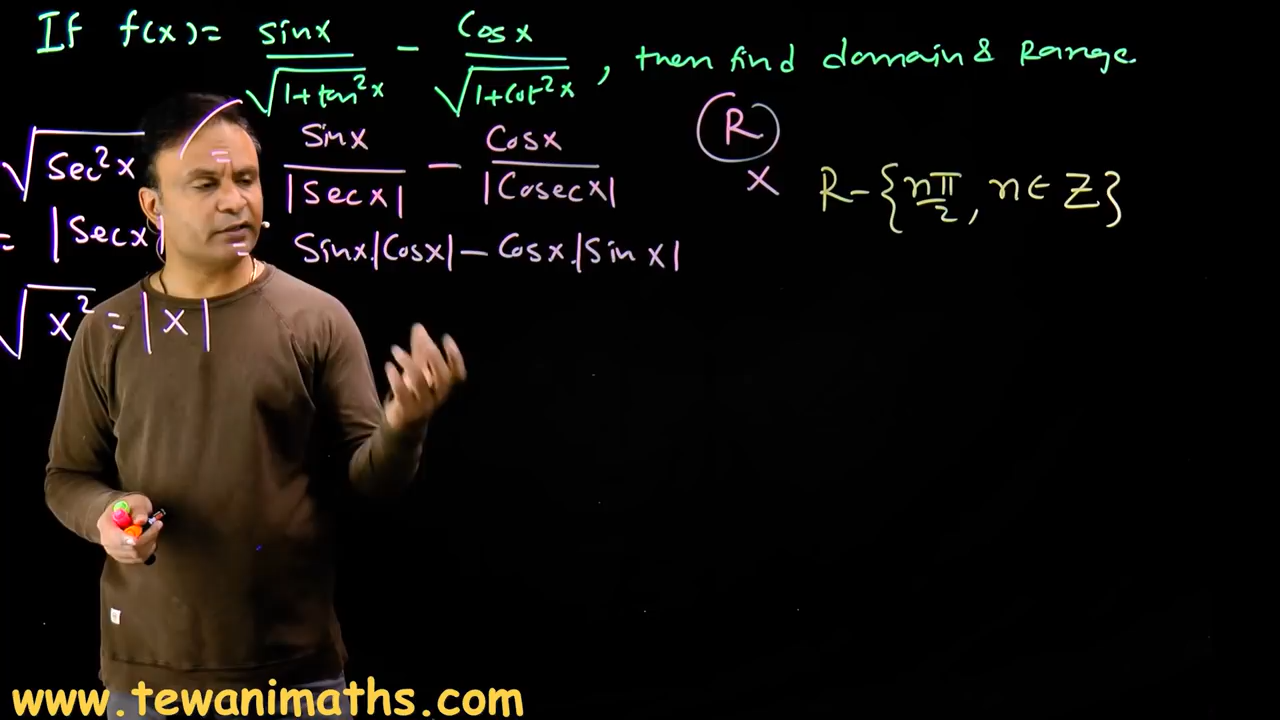 If f(x) = sinx / √1+tan²x − Cosx / √1+Cot²x , then find domain & Range.
√Sec²x = Sinx / |Secx| − Cosx / |Cosecx| R
x R − {nπ/2, n ∈ Z}
= |Secx| = Sinx.|Cosx| − Cosx.|Sinx|
√x² = |x|
www.tewanimaths.com